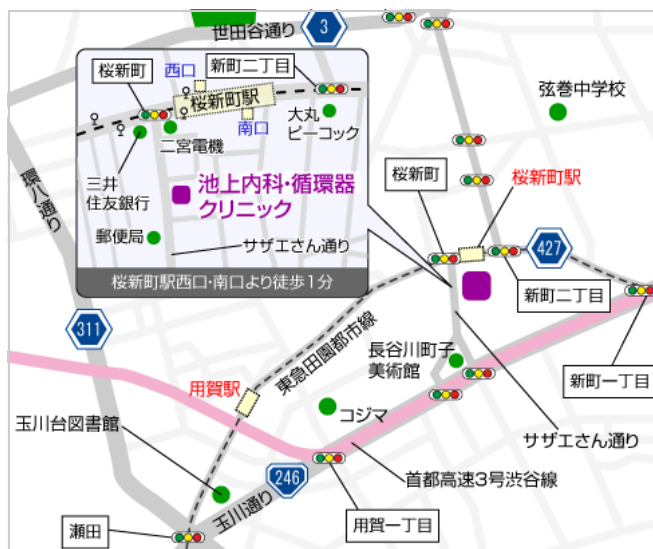 世田谷通り
3
桜新町
西口
新町二丁目
桜新町駅
南口
大丸
ピーコック
二宮電機
三井
住友銀行
池上内科・循環器
クリニック
郵便局
サザエさん通り
桜新町駅西口・南口より徒歩1分
環八通り
311
弦巻中学校
桜新町
桜新町駅
427
新町二丁目
新町一丁目
東急田園都市線
長谷川町子
美術館
用賀駅
コジマ
サザエさん通り
玉川台図書館
首都高速3号渋谷線
246
玉川通り
用賀一丁目
瀬田